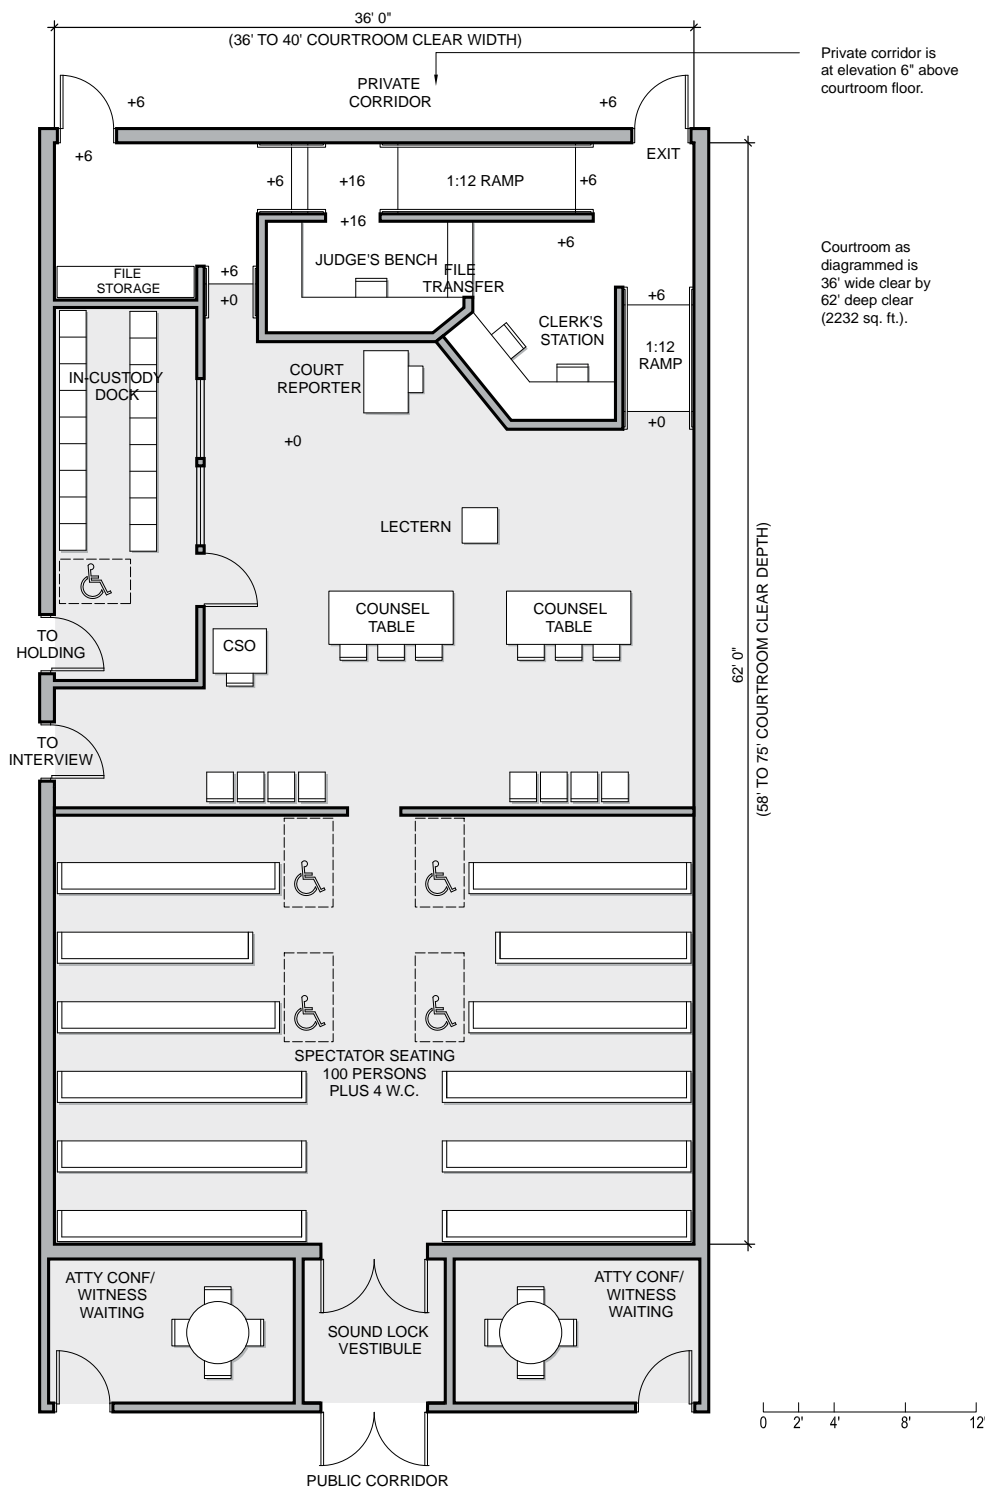 36' 0"
(36' TO 40' COURTROOM CLEAR WIDTH)
Private corridor is
at elevation 6" above
courtroom floor.
PRIVATE
CORRIDOR
+6
+6
+6
EXIT
+6
+16
1:12 RAMP
+6
+16
+6
JUDGE'S BENCH
FILE
TRANSFER
Courtroom as
diagrammed is
36' wide clear by
62' deep clear
(2232 sq. ft.).
FILE
STORAGE
+6
+0
+6
CLERK'S
STATION
1:12
RAMP
+0
IN-CUSTODY
DOCK
COURT
REPORTER
+0
LECTERN
COUNSEL
TABLE
COUNSEL
TABLE
CSO
TO
HOLDING
62' 0"
(58' TO 75' COURTROOM CLEAR DEPTH)
TO
INTERVIEW
SPECTATOR SEATING
100 PERSONS
PLUS 4 W.C.
ATTY CONF/
WITNESS
WAITING
SOUND LOCK
VESTIBULE
ATTY CONF/
WITNESS
WAITING
0 2' 4' 8' 12'
PUBLIC CORRIDOR